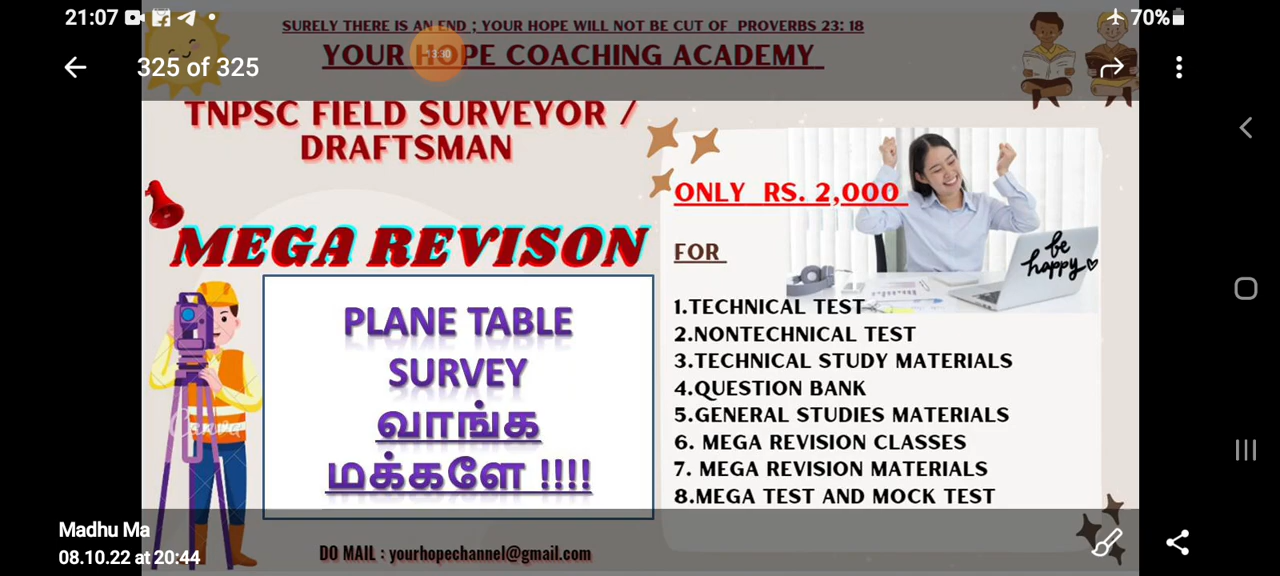 21:07
70%
SURELY THERE IS AN END ; YOUR HOPE WILL NOT BE CUT OF PROVERBS 23: 18
YOUR HOPE COACHING ACADEMY
13:30
325 of 325
TNPSC FIELD SURVEYOR /
DRAFTSMAN
MEGA REVISON
PLANE TABLE
SURVEY
வாங்க
மக்களே !!!!
Canva
ONLY RS. 2,000
FOR
be
happy
1.TECHNICAL TEST
2.NONTECHNICAL TEST
3.TECHNICAL STUDY MATERIALS
4.QUESTION BANK
5.GENERAL STUDIES MATERIALS
6. MEGA REVISION CLASSES
7. MEGA REVISION MATERIALS
8.MEGA TEST AND MOCK TEST
Madhu Ma
08.10.22 at 20:44
DO MAIL : yourhopechannel@gmail.com